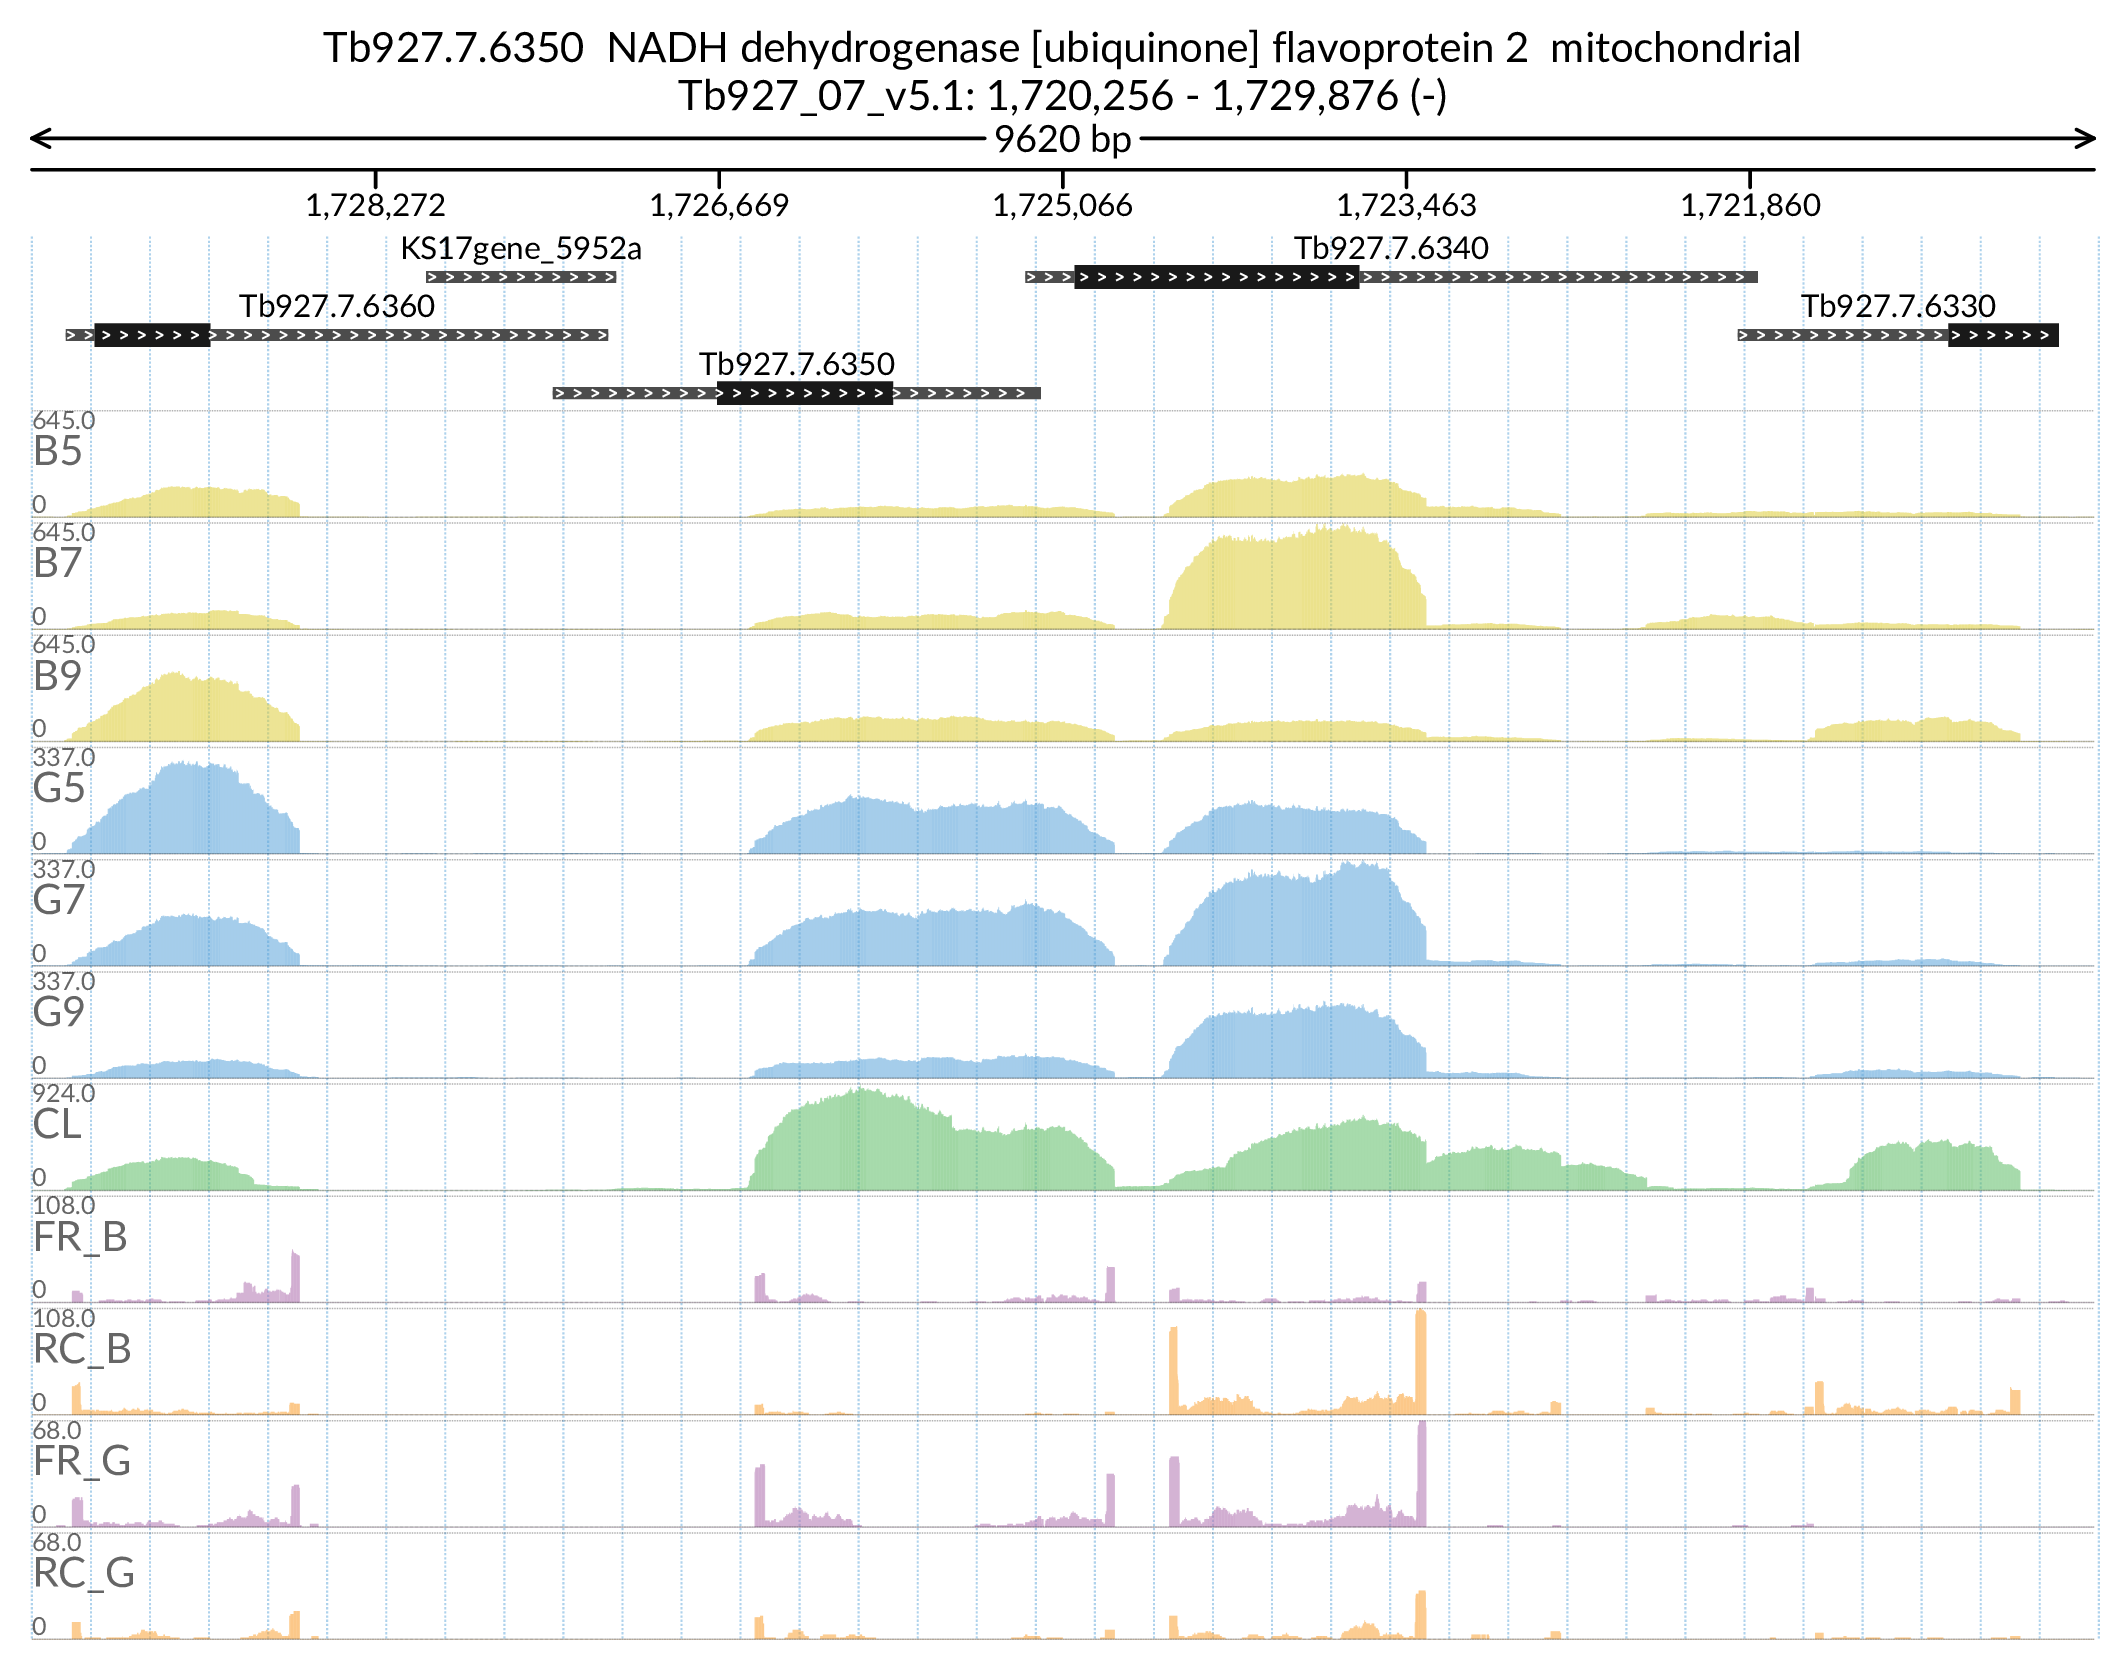 Tb927.7.6350  NADH dehydrogenase [ubiquinone] flavoprotein 2  mitochondrial
Tb927_07_v5.1: 1,720,256 - 1,729,876 (-)
9620 bp
1,728,272 1,726,669 1,725,066 1,723,463 1,721,860
KS17gene_5952a Tb927.7.6340
Tb927.7.6360 Tb927.7.6330
Tb927.7.6350
645.0
B5
0
645.0
B7
0
645.0
B9
0
337.0
G5
0
337.0
G7
0
337.0
G9
0
924.0
CL
0
108.0
FR_B
0
108.0
RC_B
0
68.0
FR_G
0
68.0
RC_G
0